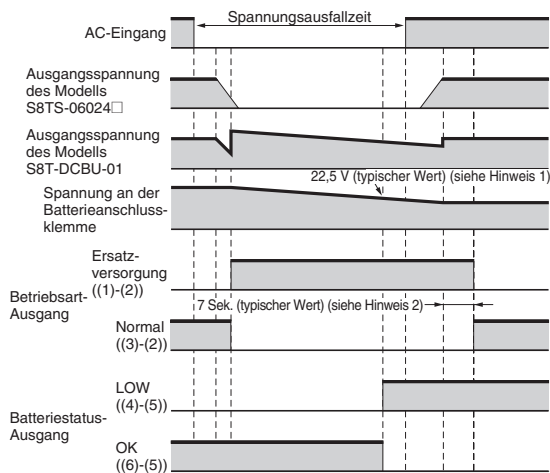 Spannungsausfallzeit
AC-Eingang
Ausgangsspannung
des Modells
S8TS-06024□
Ausgangsspannung
des Modells
S8T-DCBU-01
22,5 V (typischer Wert) (siehe Hinweis 1)
Spannung an der
Batterieanschluss-
klemme
Ersatz-
versorgung
((1)-(2))
Betriebsart-
Ausgang
7 Sek. (typischer Wert) (siehe Hinweis 2)
Normal
((3)-(2))
LOW
((4)-(5))
Batteriestatus-
Ausgang
OK
((6)-(5))